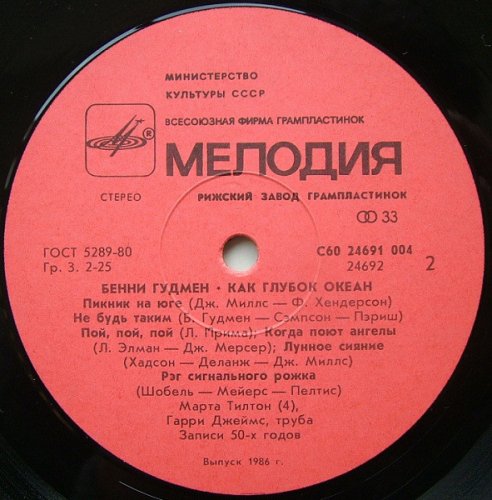 МИНИСТЕРСТВО
КУЛЬТУРЫ СССР
ВСЕСОЮЗНАЯ ФИРМА ГРАМПЛАСТИНОК
®
МЕЛОДИЯ
СТЕРЕО
РИЖСКИЙ ЗАВОД ГРАМПЛАСТИНОК
33
ГОСТ 5289-80
Гр. 3. 2-25
С60 24691 004
24692
2
БЕННИ ГУДМЕН · КАК ГЛУБОК ОКЕАН
Пикник на юге (Дж. Миллс — Ф. Хендерсон)
Не будь таким (Б. Гудмен — Сэмпсон — Пэриш)
Пой, пой, пой (Л. Прима); Когда поют ангелы
(Л. Элман — Дж. Мерсер); Лунное сияние
(Хадсон — Деланж — Дж. Миллс)
Рэг сигнального рожка
(Шобель — Мейерс — Пелтис)
Марта Тилтон (4),
Гарри Джеймс, труба
Записи 50-х годов
Выпуск 1986 г.